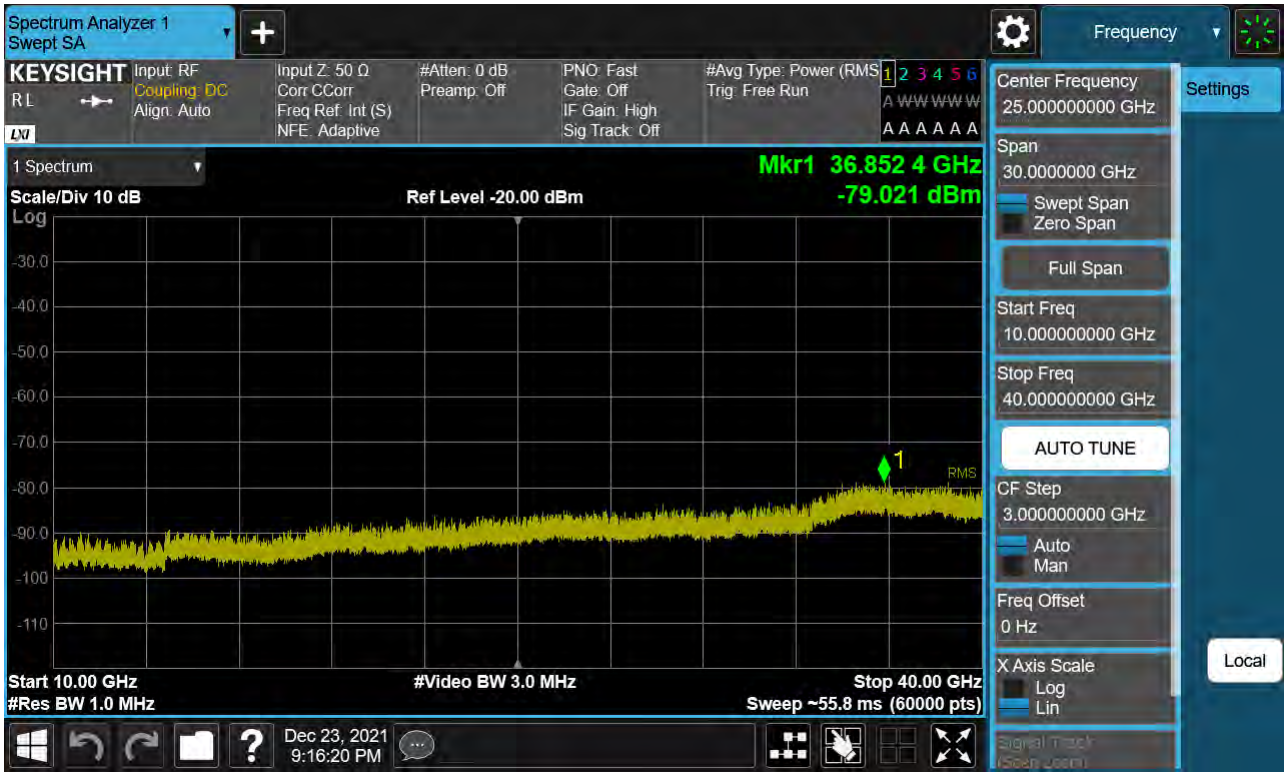 Spectrum Analyzer 1
Swept SA
Frequency
KEYSIGHT
RL
LXI
Input: RF
Coupling: DC
Align: Auto
Input Z: 50 Ω
Corr CCorr
Freq Ref: Int (S)
NFE: Adaptive
#Atten: 0 dB
Preamp: Off
PNO: Fast
Gate: Off
IF Gain: High
Sig Track: Off
#Avg Type: Power (RMS
Trig: Free Run
1 2 3 4 5 6
A W W W W W
A A A A A A
1 Spectrum
Mkr1 36.852 4 GHz
Scale/Div 10 dB
Ref Level -20.00 dBm
-79.021 dBm
Log
-30.0
-40.0
-50.0
-60.0
-70.0
-80.0
-90.0
-100
-110
1
RMS
Start 10.00 GHz
#Video BW 3.0 MHz
Stop 40.00 GHz
#Res BW 1.0 MHz
Sweep ~55.8 ms (60000 pts)
Center Frequency
25.000000000 GHz
Settings
Span
30.0000000 GHz
Swept Span
Zero Span
Full Span
Start Freq
10.000000000 GHz
Stop Freq
40.000000000 GHz
AUTO TUNE
CF Step
3.000000000 GHz
Auto
Man
Freq Offset
0 Hz
X Axis Scale
Log
Lin
Signal Track
(Span Zoom)
Local
?
Dec 23, 2021
9:16:20 PM